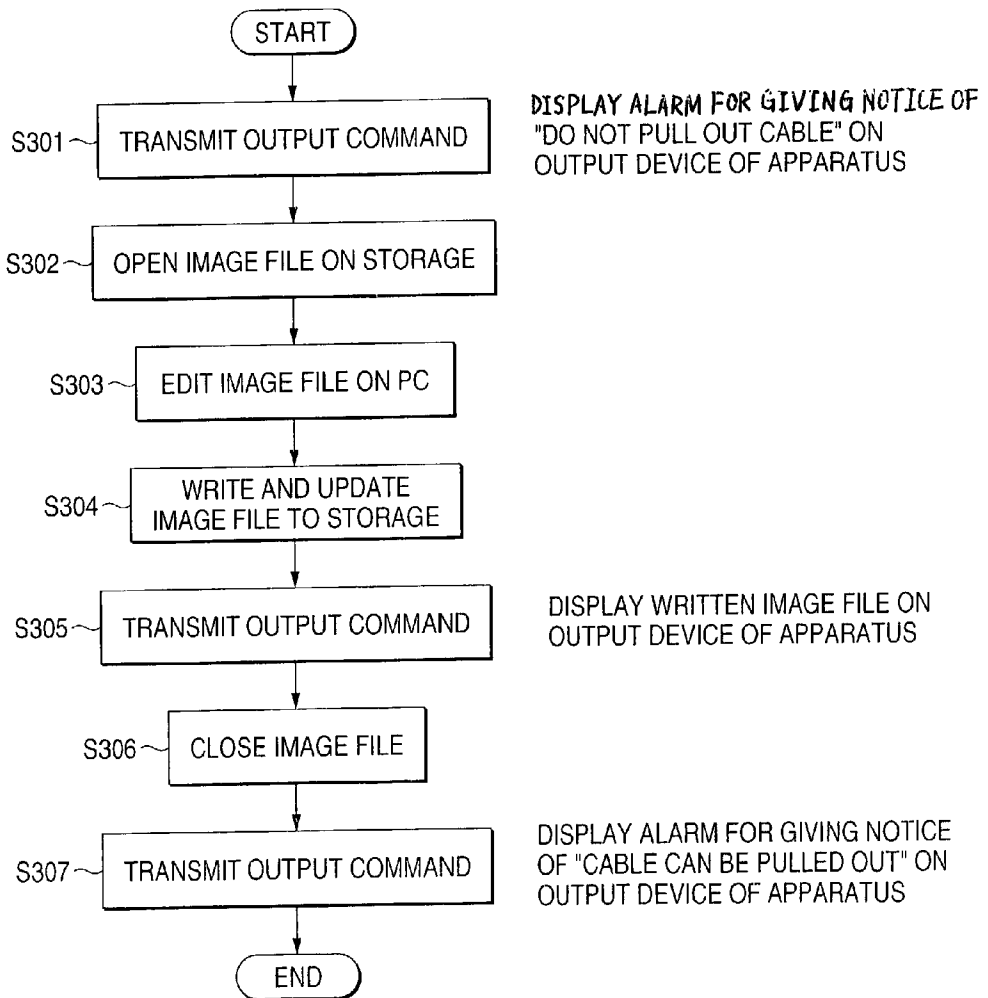 START
S301
TRANSMIT OUTPUT COMMAND
DISPLAY ALARM FOR GIVING NOTICE OF
"DO NOT PULL OUT CABLE" ON
OUTPUT DEVICE OF APPARATUS
S302
OPEN IMAGE FILE ON STORAGE
S303
EDIT IMAGE FILE ON PC
S304
WRITE AND UPDATE
IMAGE FILE TO STORAGE
S305
TRANSMIT OUTPUT COMMAND
DISPLAY WRITTEN IMAGE FILE ON
OUTPUT DEVICE OF APPARATUS
S306
CLOSE IMAGE FILE
S307
TRANSMIT OUTPUT COMMAND
DISPLAY ALARM FOR GIVING NOTICE
OF "CABLE CAN BE PULLED OUT" ON
OUTPUT DEVICE OF APPARATUS
END